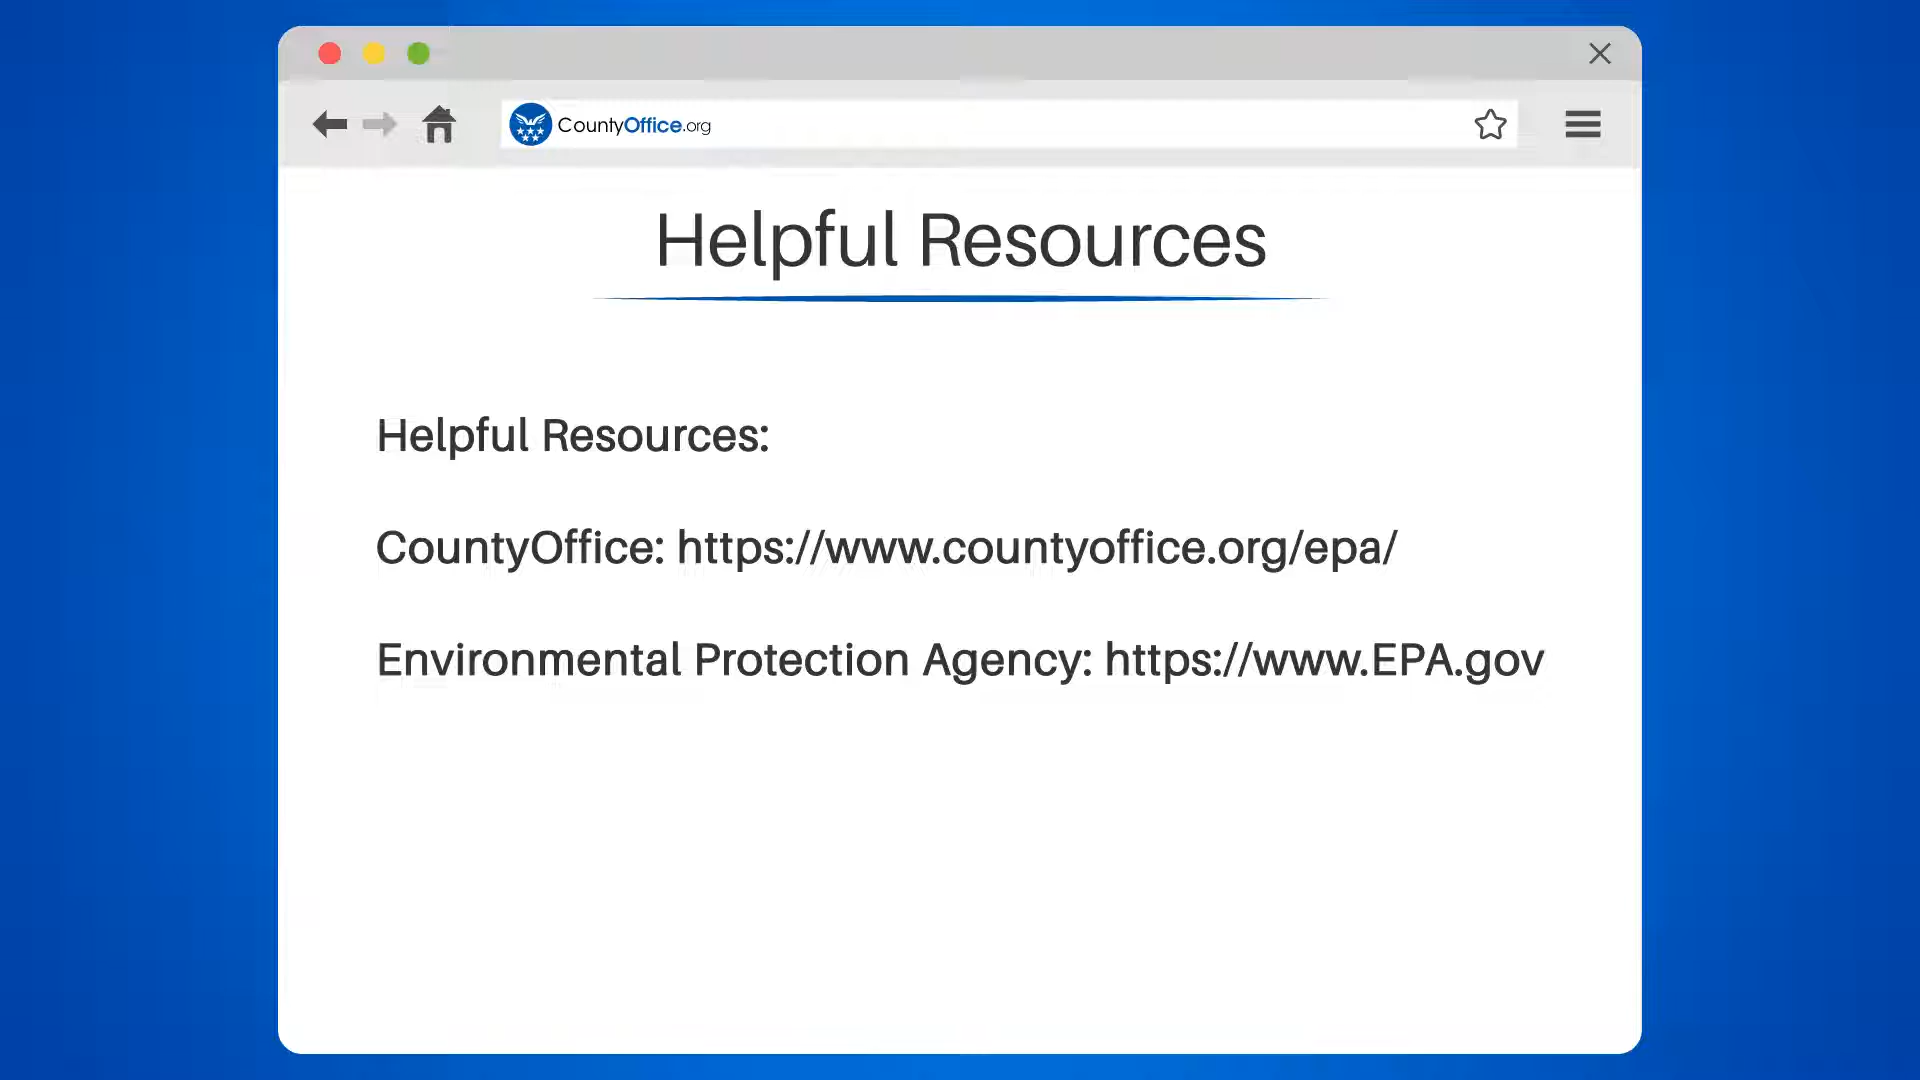 CountyOffice.org
Helpful Resources
Helpful Resources:
CountyOffice: https://www.countyoffice.org/epa/
Environmental Protection Agency: https://www.EPA.gov